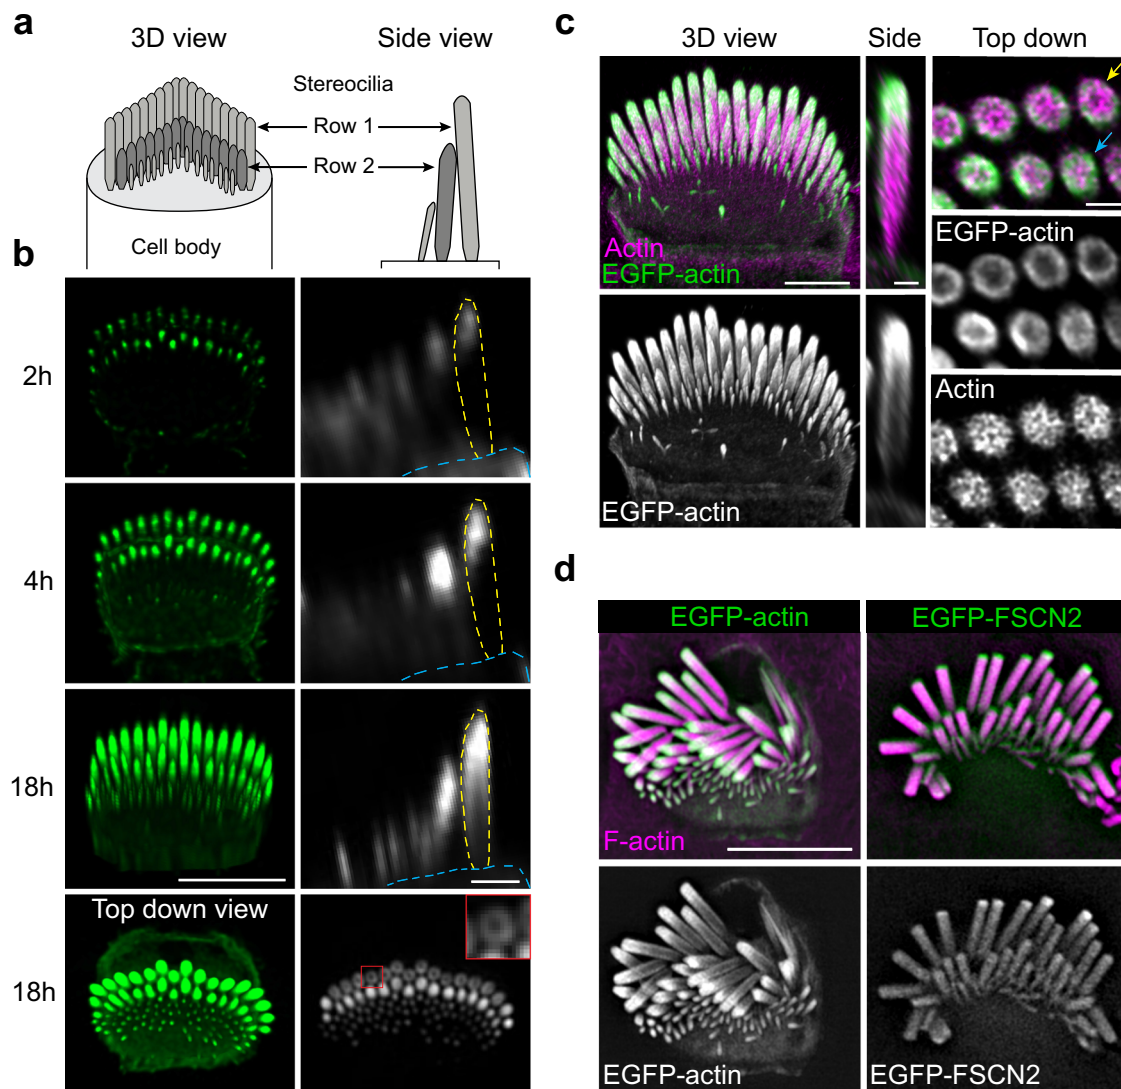 a
3D view
Side view
Stereocilia
Row 1
Row 2
Cell body
b
2h
4h
18h
Top down view
18h
c
3D view
Side
Top down
Actin
EGFP-actin
EGFP-actin
EGFP-actin
Actin
d
EGFP-actin
EGFP-FSCN2
F-actin
EGFP-actin
EGFP-FSCN2